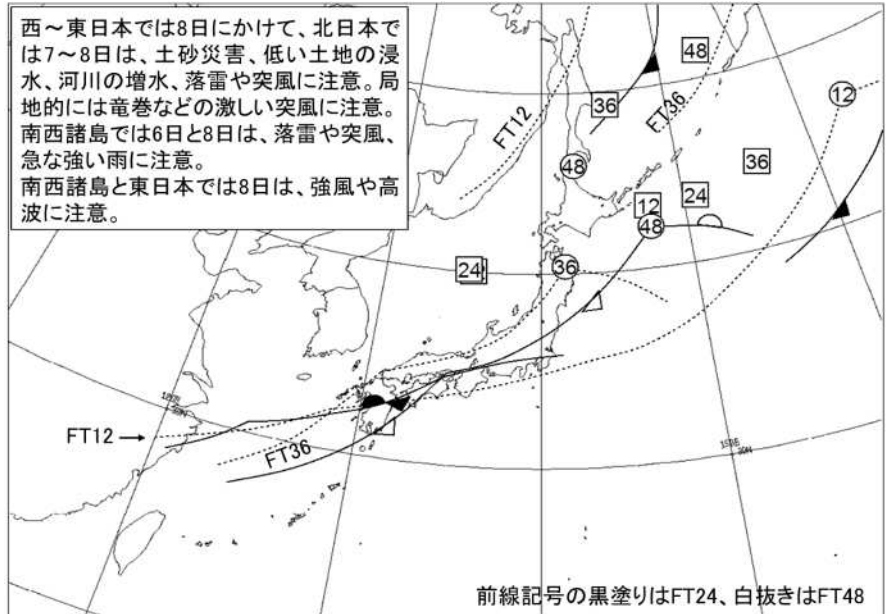 西～東日本では8日にかけて、北日本で
は7～8日は、土砂災害、低い土地の浸
水、河川の増水、落雷や突風に注意。局
地的には竜巻などの激しい突風に注意。
南西諸島では6日と8日は、落雷や突風、
急な強い雨に注意。
南西諸島と東日本では8日は、強風や高
波に注意。
48
12
36
FT12
FT36
36
48
24
12
48
36
24
FT12→
FT36
前線記号の黒塗りはFT24、白抜きはFT48